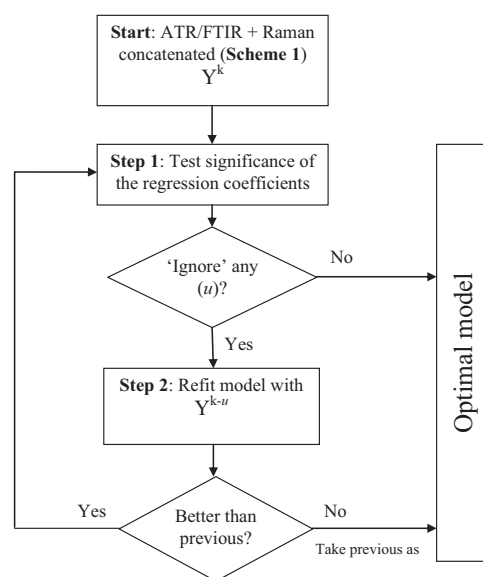 Start: ATR/FTIR + Raman
concatenated (Scheme 1)
Y^k
Step 1: Test significance of
the regression coefficients
‘Ignore’ any
(u)?
No
Yes
Step 2: Refit model with
Y^k-u
Better than
previous?
Yes
No
Take previous as
Optimal model